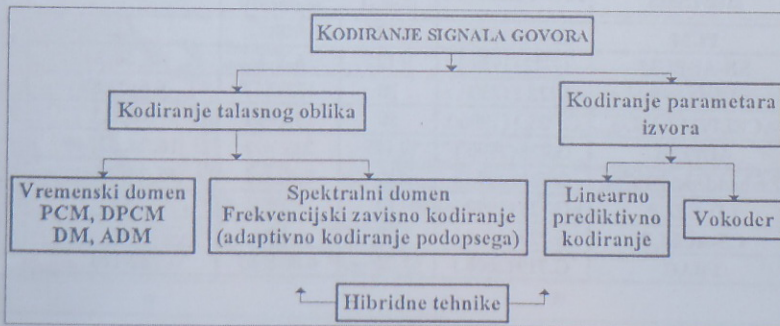 KODIRANJE SIGNALA GOVORA
Kodiranje talasnog oblika
Kodiranje parametara
izvora
Vremenski domen
PCM, DPCM
DM, ADM
Spektralni domen
Frekvencijski zavisno kodiranje
(adaptivno kodiranje podopsega)
Linearno
prediktivno
kodiranje
Vokoder
Hibridne tehnike